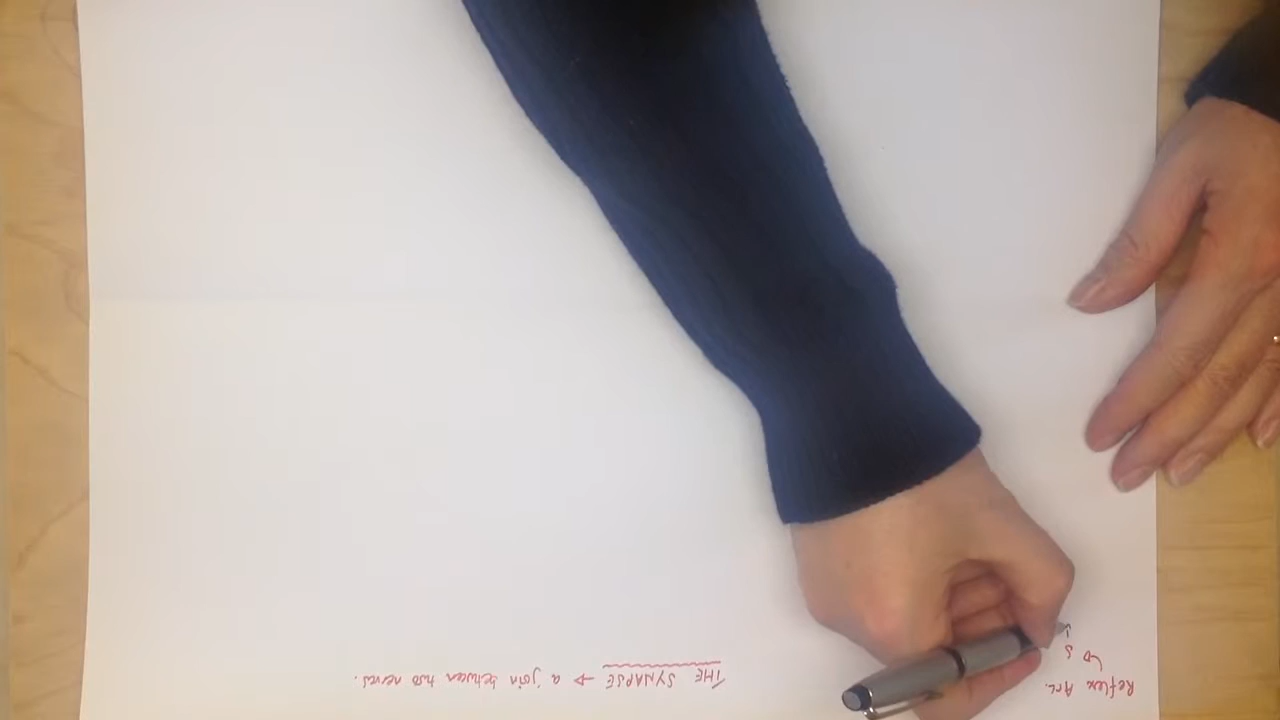 Reflex Arc.
↳ S
THE SYNAPSE → a join between two nerves.